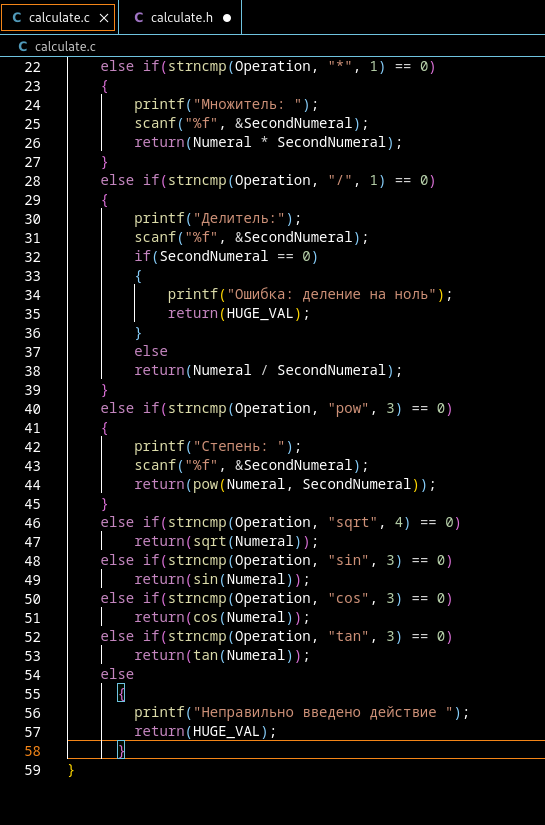 C calculate.c × C calculate.h ●
C calculate.c
22 else if(strncmp(Operation, "*", 1) == 0)
23 {
24 printf("Множитель: ");
25 scanf("%f", &SecondNumeral);
26 return(Numeral * SecondNumeral);
27 }
28 else if(strncmp(Operation, "/", 1) == 0)
29 {
30 printf("Делитель:");
31 scanf("%f", &SecondNumeral);
32 if(SecondNumeral == 0)
33 {
34 printf("Ошибка: деление на ноль");
35 return(HUGE_VAL);
36 }
37 else
38 return(Numeral / SecondNumeral);
39 }
40 else if(strncmp(Operation, "pow", 3) == 0)
41 {
42 printf("Степень: ");
43 scanf("%f", &SecondNumeral);
44 return(pow(Numeral, SecondNumeral));
45 }
46 else if(strncmp(Operation, "sqrt", 4) == 0)
47 return(sqrt(Numeral));
48 else if(strncmp(Operation, "sin", 3) == 0)
49 return(sin(Numeral));
50 else if(strncmp(Operation, "cos", 3) == 0)
51 return(cos(Numeral));
52 else if(strncmp(Operation, "tan", 3) == 0)
53 return(tan(Numeral));
54 else
55 {
56 printf("Неправильно введено действие ");
57 return(HUGE_VAL);
58 }
59 }